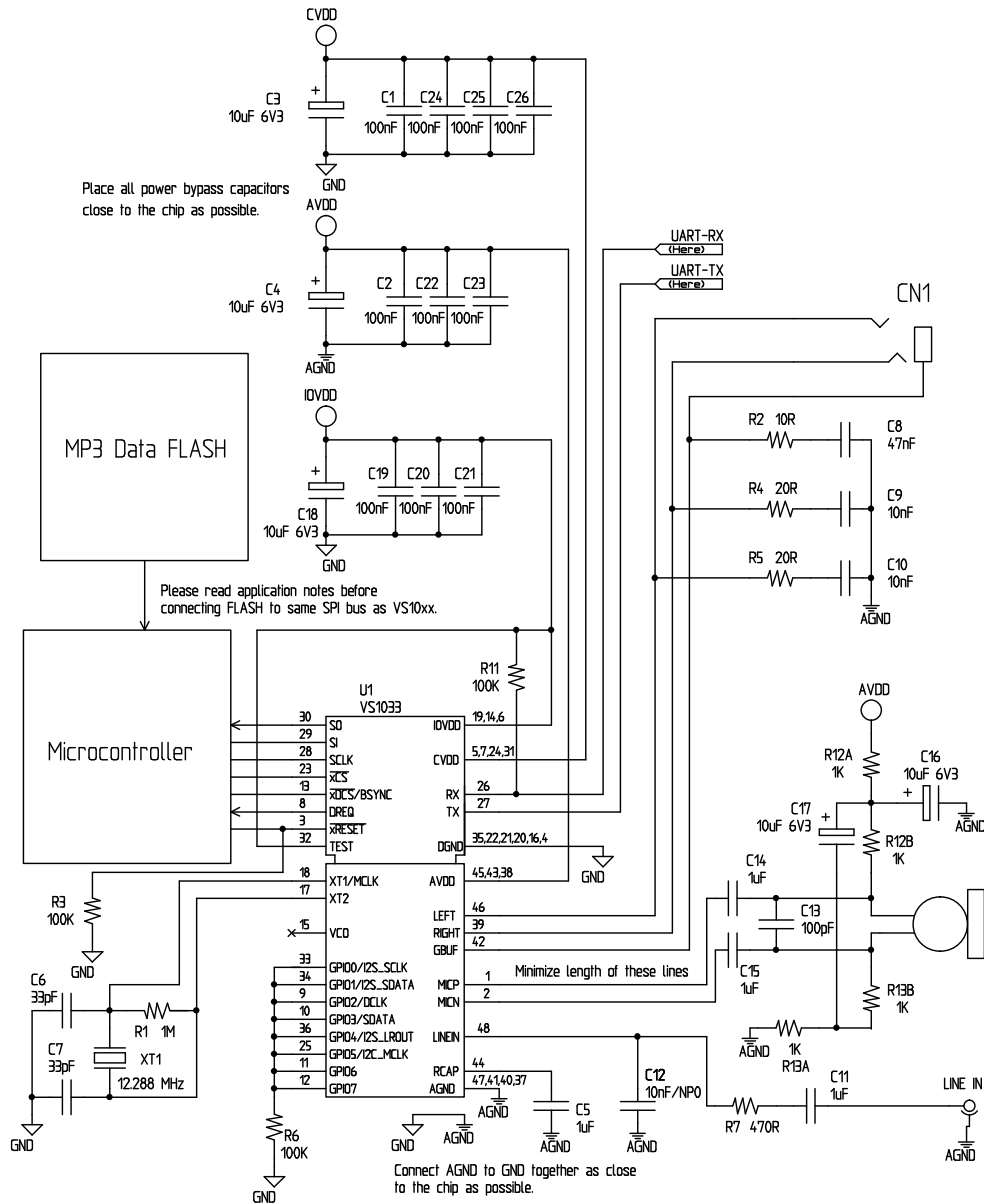 CVDD
C3
10uF 6V3
+
C1
100nF
C24
100nF
C25
100nF
C26
100nF
GND
Place all power bypass capacitors
close to the chip as possible.
AVDD
C4
10uF 6V3
+
C2
100nF
C22
100nF
C23
100nF
AGND
UART-RX
(Here)
UART-TX
(Here)
CN1
IOVDD
+
C18
10uF 6V3
C19
100nF
C20
100nF
C21
100nF
GND
MP3 Data FLASH
R2 10R
C8
47nF
R4 20R
C9
10nF
R5 20R
C10
10nF
AGND
Please read application notes before
connecting FLASH to same SPI bus as VS10xx.
R11
100K
Microcontroller
U1
VS1033
30 SO
29 SI
28 SCLK
23 xCS
13 xDCS/BSYNC
8 DREQ
3 xRESET
32 TEST
IOVDD 19,14,6
CVDD 5,7,24,31
RX 26
TX 27
DGND 35,22,21,20,16,4
GND
18 XT1/MCLK
17 XT2
15 VCO
33 GPIO0/I2S_SCLK
34 GPIO1/I2S_SDATA
9 GPIO2/DCLK
10 GPIO3/SDATA
36 GPIO4/I2S_LROUT
25 GPIO5/I2C_MCLK
11 GPIO6
12 GPIO7
AVDD 45,43,38
LEFT 46
RIGHT 39
GBUF 42
MICP 1
MICN 2
LINEIN 48
RCAP 44
AGND 47,41,40,37
AGND
Minimize length of these lines
R3
100K
GND
C6
33pF
R1 1M
C7
33pF
XT1
12.288 MHz
GND
R6
100K
GND
GND
AGND
C5
1uF
AGND
C12
10nF/NP0
AGND
Connect AGND to GND together as close
to the chip as possible.
AVDD
R12A
1K
C16
10uF 6V3
+
AGND
C17
10uF 6V3
+
R12B
1K
C14
1uF
C13
100pF
C15
1uF
R13B
1K
AGND
1K
R13A
R7 470R
C11
1uF
LINE IN
AGND